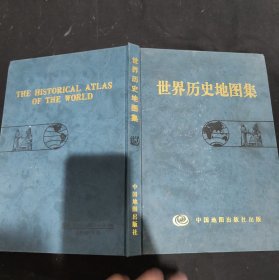 THE HISTORICAL ATLAS
OF THE WORLD
世界历史地图集
中国地图出版社
世界历史地图集
中国地图出版社出版